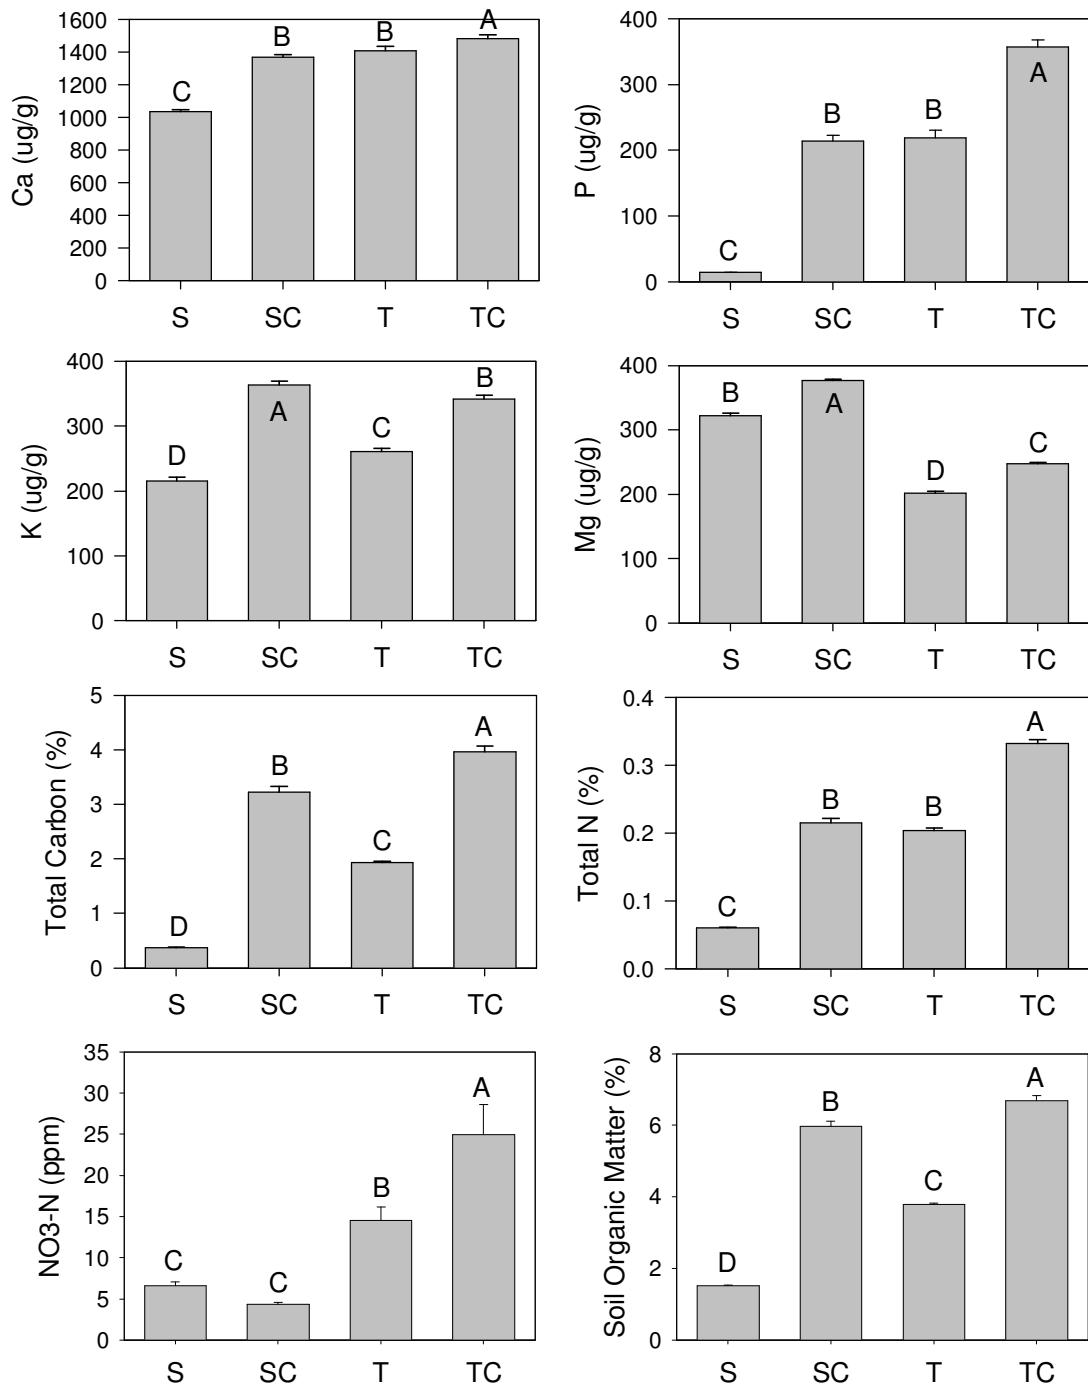 Ca (ug/g)
1600
1400
1200
1000
800
600
400
200
0
C
B
B
A
S SC T TC
P (ug/g)
400
300
200
100
0
C
B
B
A
S SC T TC
K (ug/g)
400
300
200
100
0
D
A
C
B
S SC T TC
Mg (ug/g)
400
300
200
100
0
B
A
D
C
S SC T TC
Total Carbon (%)
5
4
3
2
1
0
D
B
C
A
S SC T TC
Total N (%)
0.4
0.3
0.2
0.1
0.0
C
B
B
A
S SC T TC
NO3-N (ppm)
35
30
25
20
15
10
5
0
C
C
B
A
S SC T TC
Soil Organic Matter (%)
8
6
4
2
0
D
B
C
A
S SC T TC